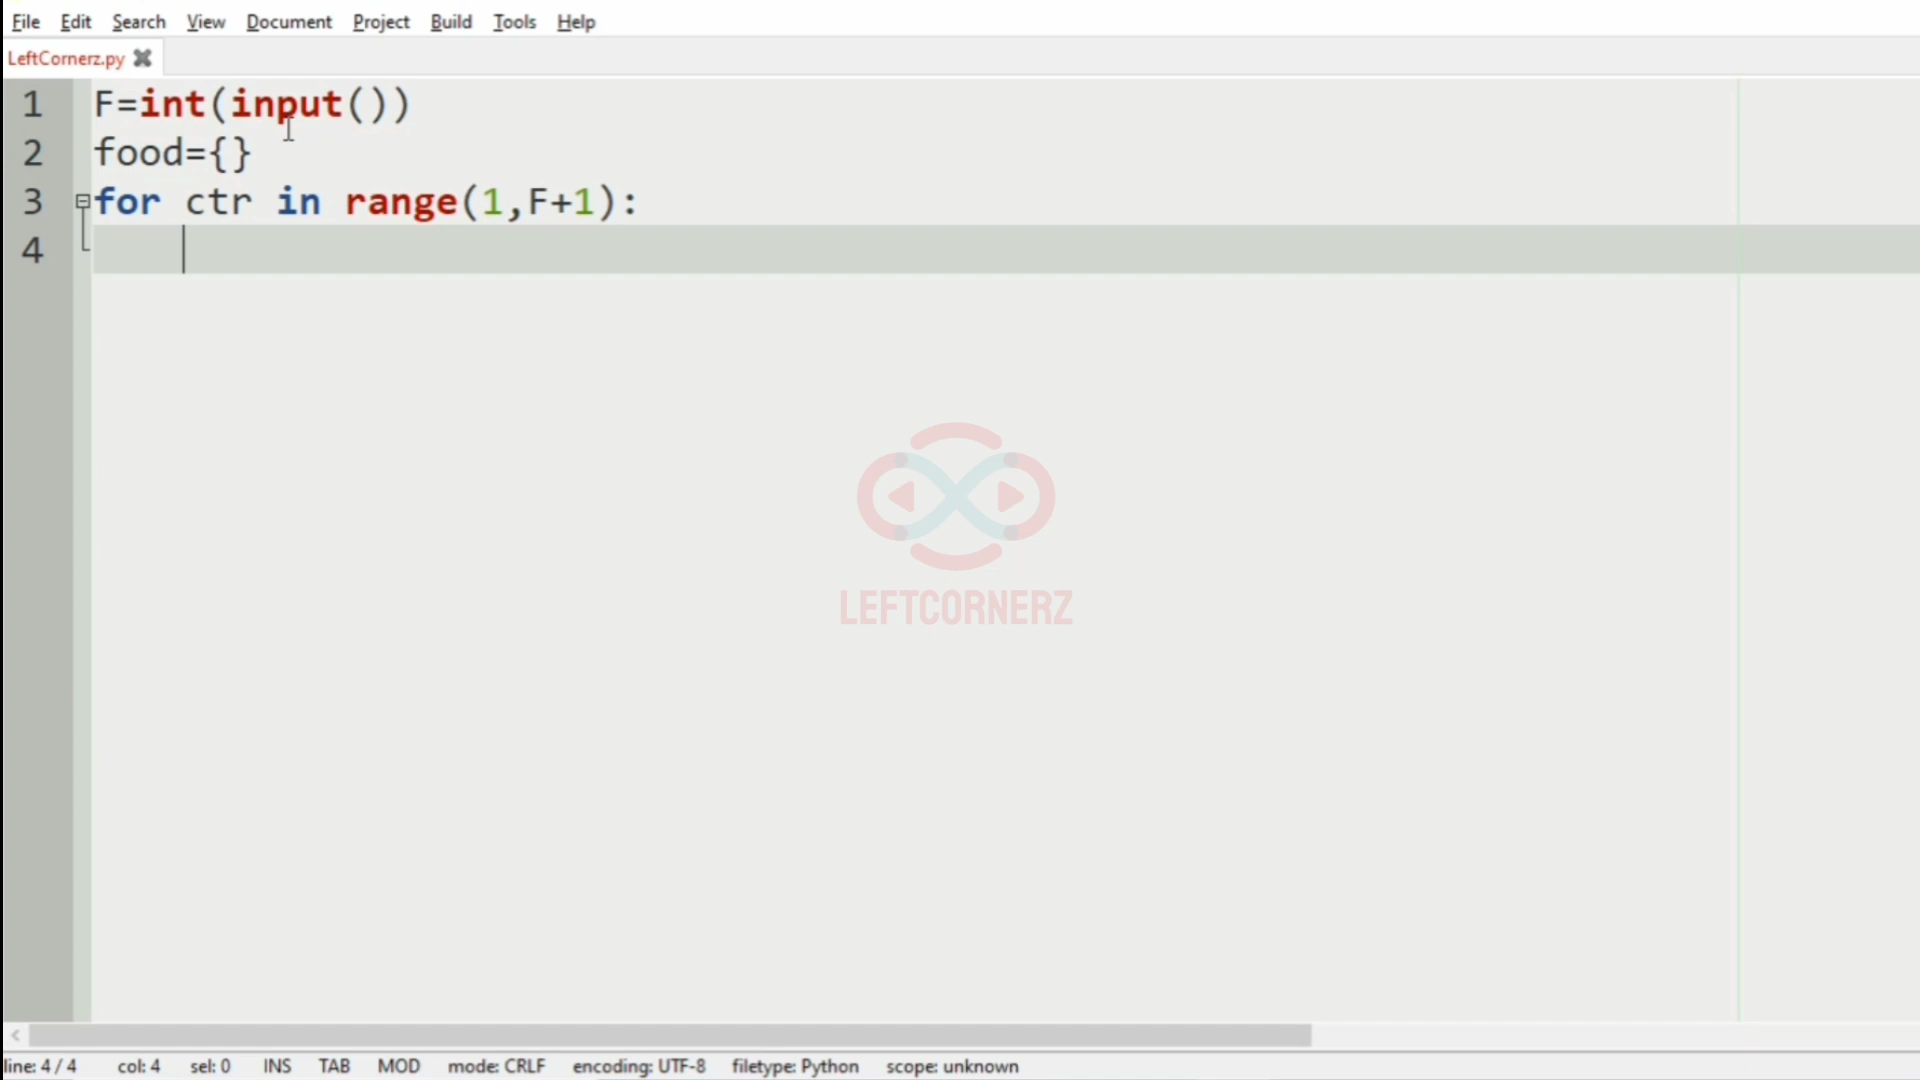 File Edit Search View Document Project Build Tools Help
LeftCornerz.py
1 F=int(input())
2 food={}
3 for ctr in range(1,F+1):
4
LEFTCORNERZ
line: 4 / 4 col: 4 sel: 0 INS TAB MOD mode: CRLF encoding: UTF-8 filetype: Python scope: unknown